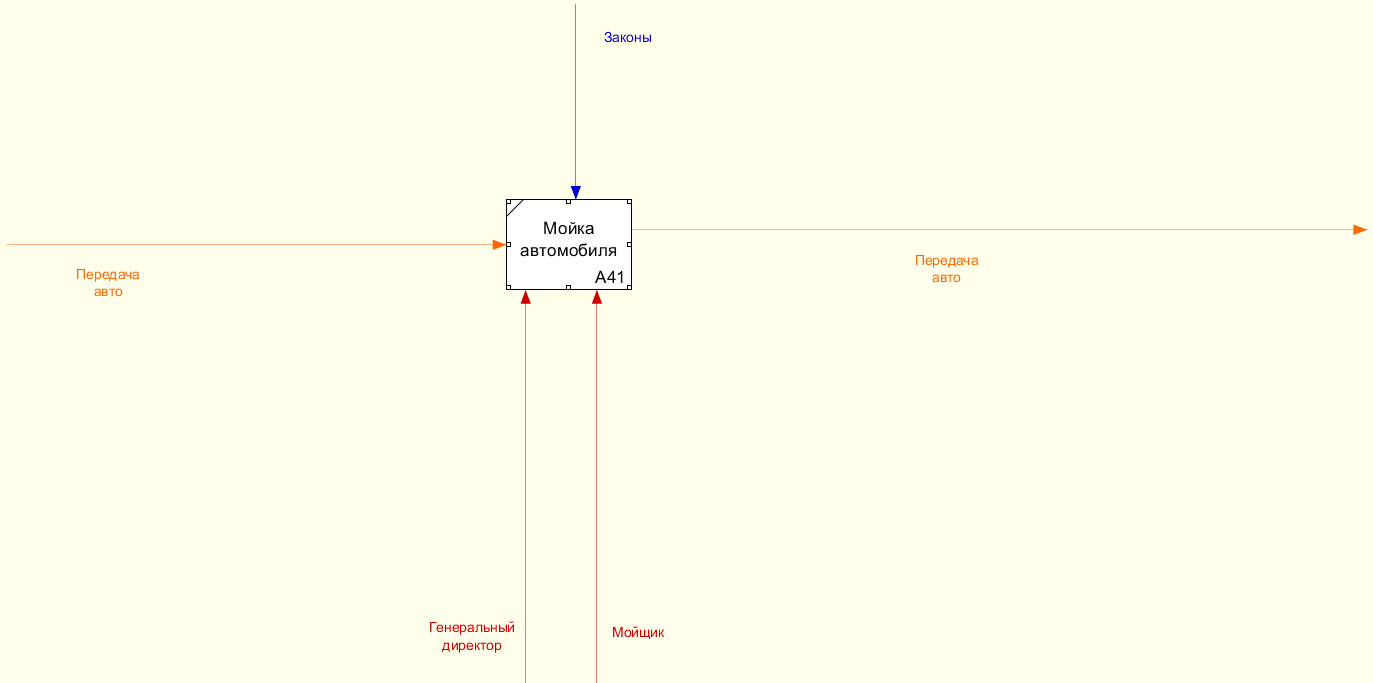 Законы
Мойка
автомобиля
A41
Передача
авто
Передача
авто
Генеральный
директор
Мойщик